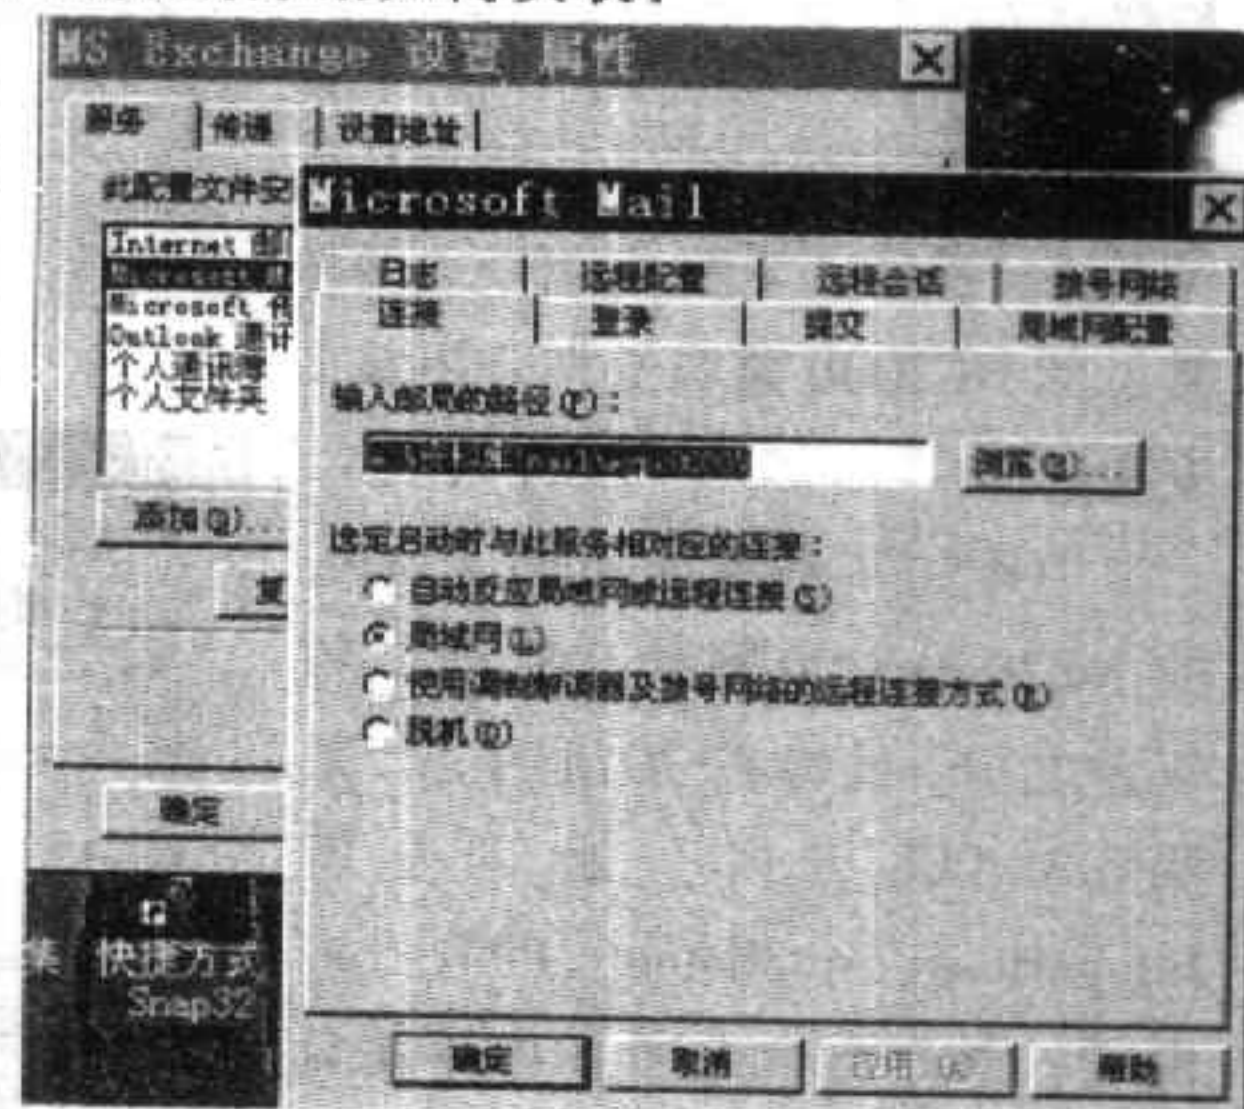 MS Exchange 设置 属性
服务 传递 设置地址
此配置文件安
Microsoft Mail
Internet
Microsoft
Microsoft 传
Outlook 通讯
个人通讯簿
个人文件夹
日志 远程配置 远程会话 拨号网络
连接 登录 提交 局域网配置
输入邮局的路径(P):
浏览(B)...
添加(D)...
选定启动时与此服务相对应的连接:
自动反应局域网或远程连接(S)
局域网(L)
使用调制解调器及拨号网络的远程连接方式(R)
脱机(O)
复
确定
快捷方式
Snap32
确定 取消 应用(A) 帮助